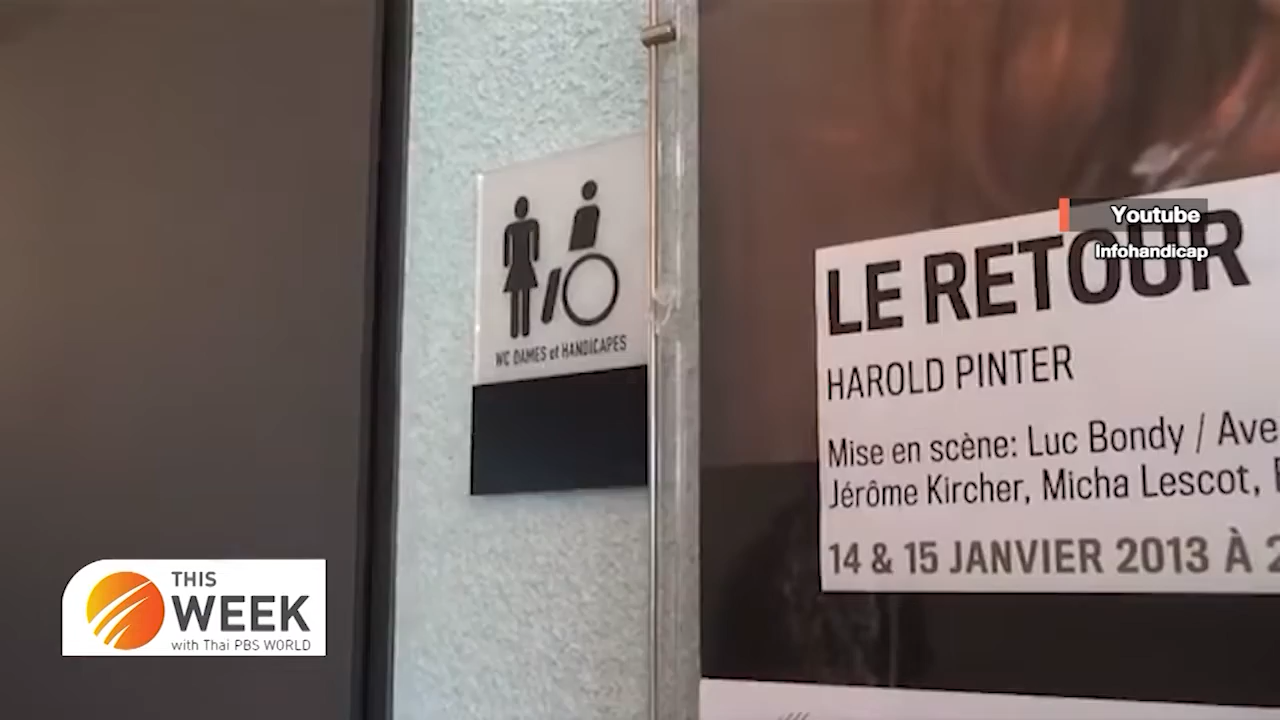 WC DAMES et HANDICAPES
Youtube
Infohandicap
LE RETOUR
HAROLD PINTER
Mise en scène: Luc Bondy / Ave
Jérôme Kircher, Micha Lescot,
14 & 15 JANVIER 2013 À 2
THIS
WEEK
with Thai PBS WORLD